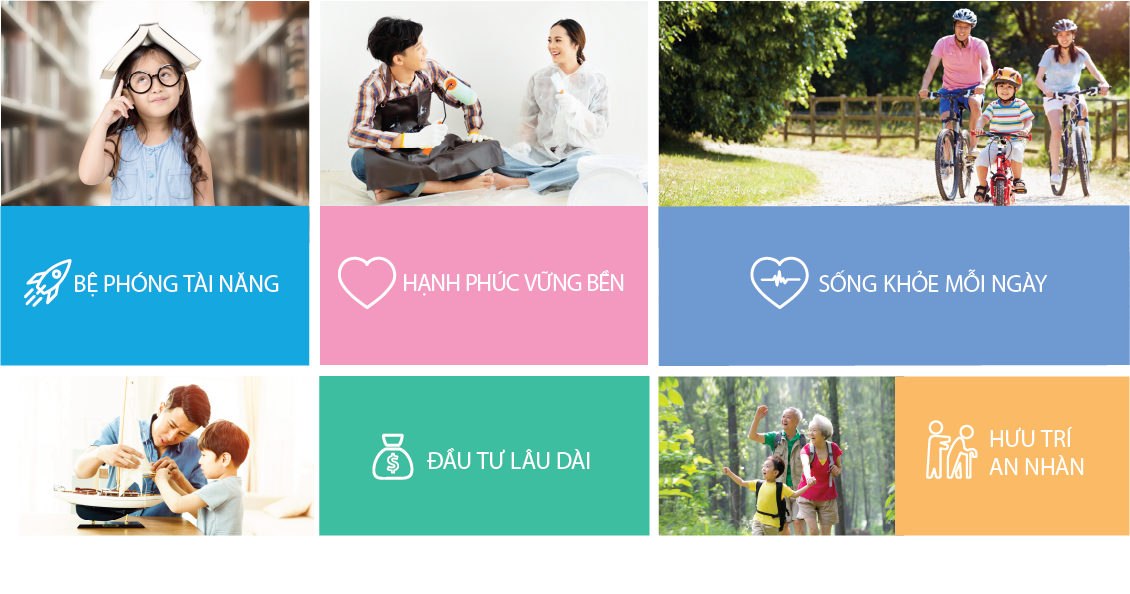 BỆ PHÓNG TÀI NĂNG
HẠNH PHÚC VỮNG BỀN
SỐNG KHỎE MỖI NGÀY
ĐẦU TƯ LÂU DÀI
HƯU TRÍ
AN NHÀN